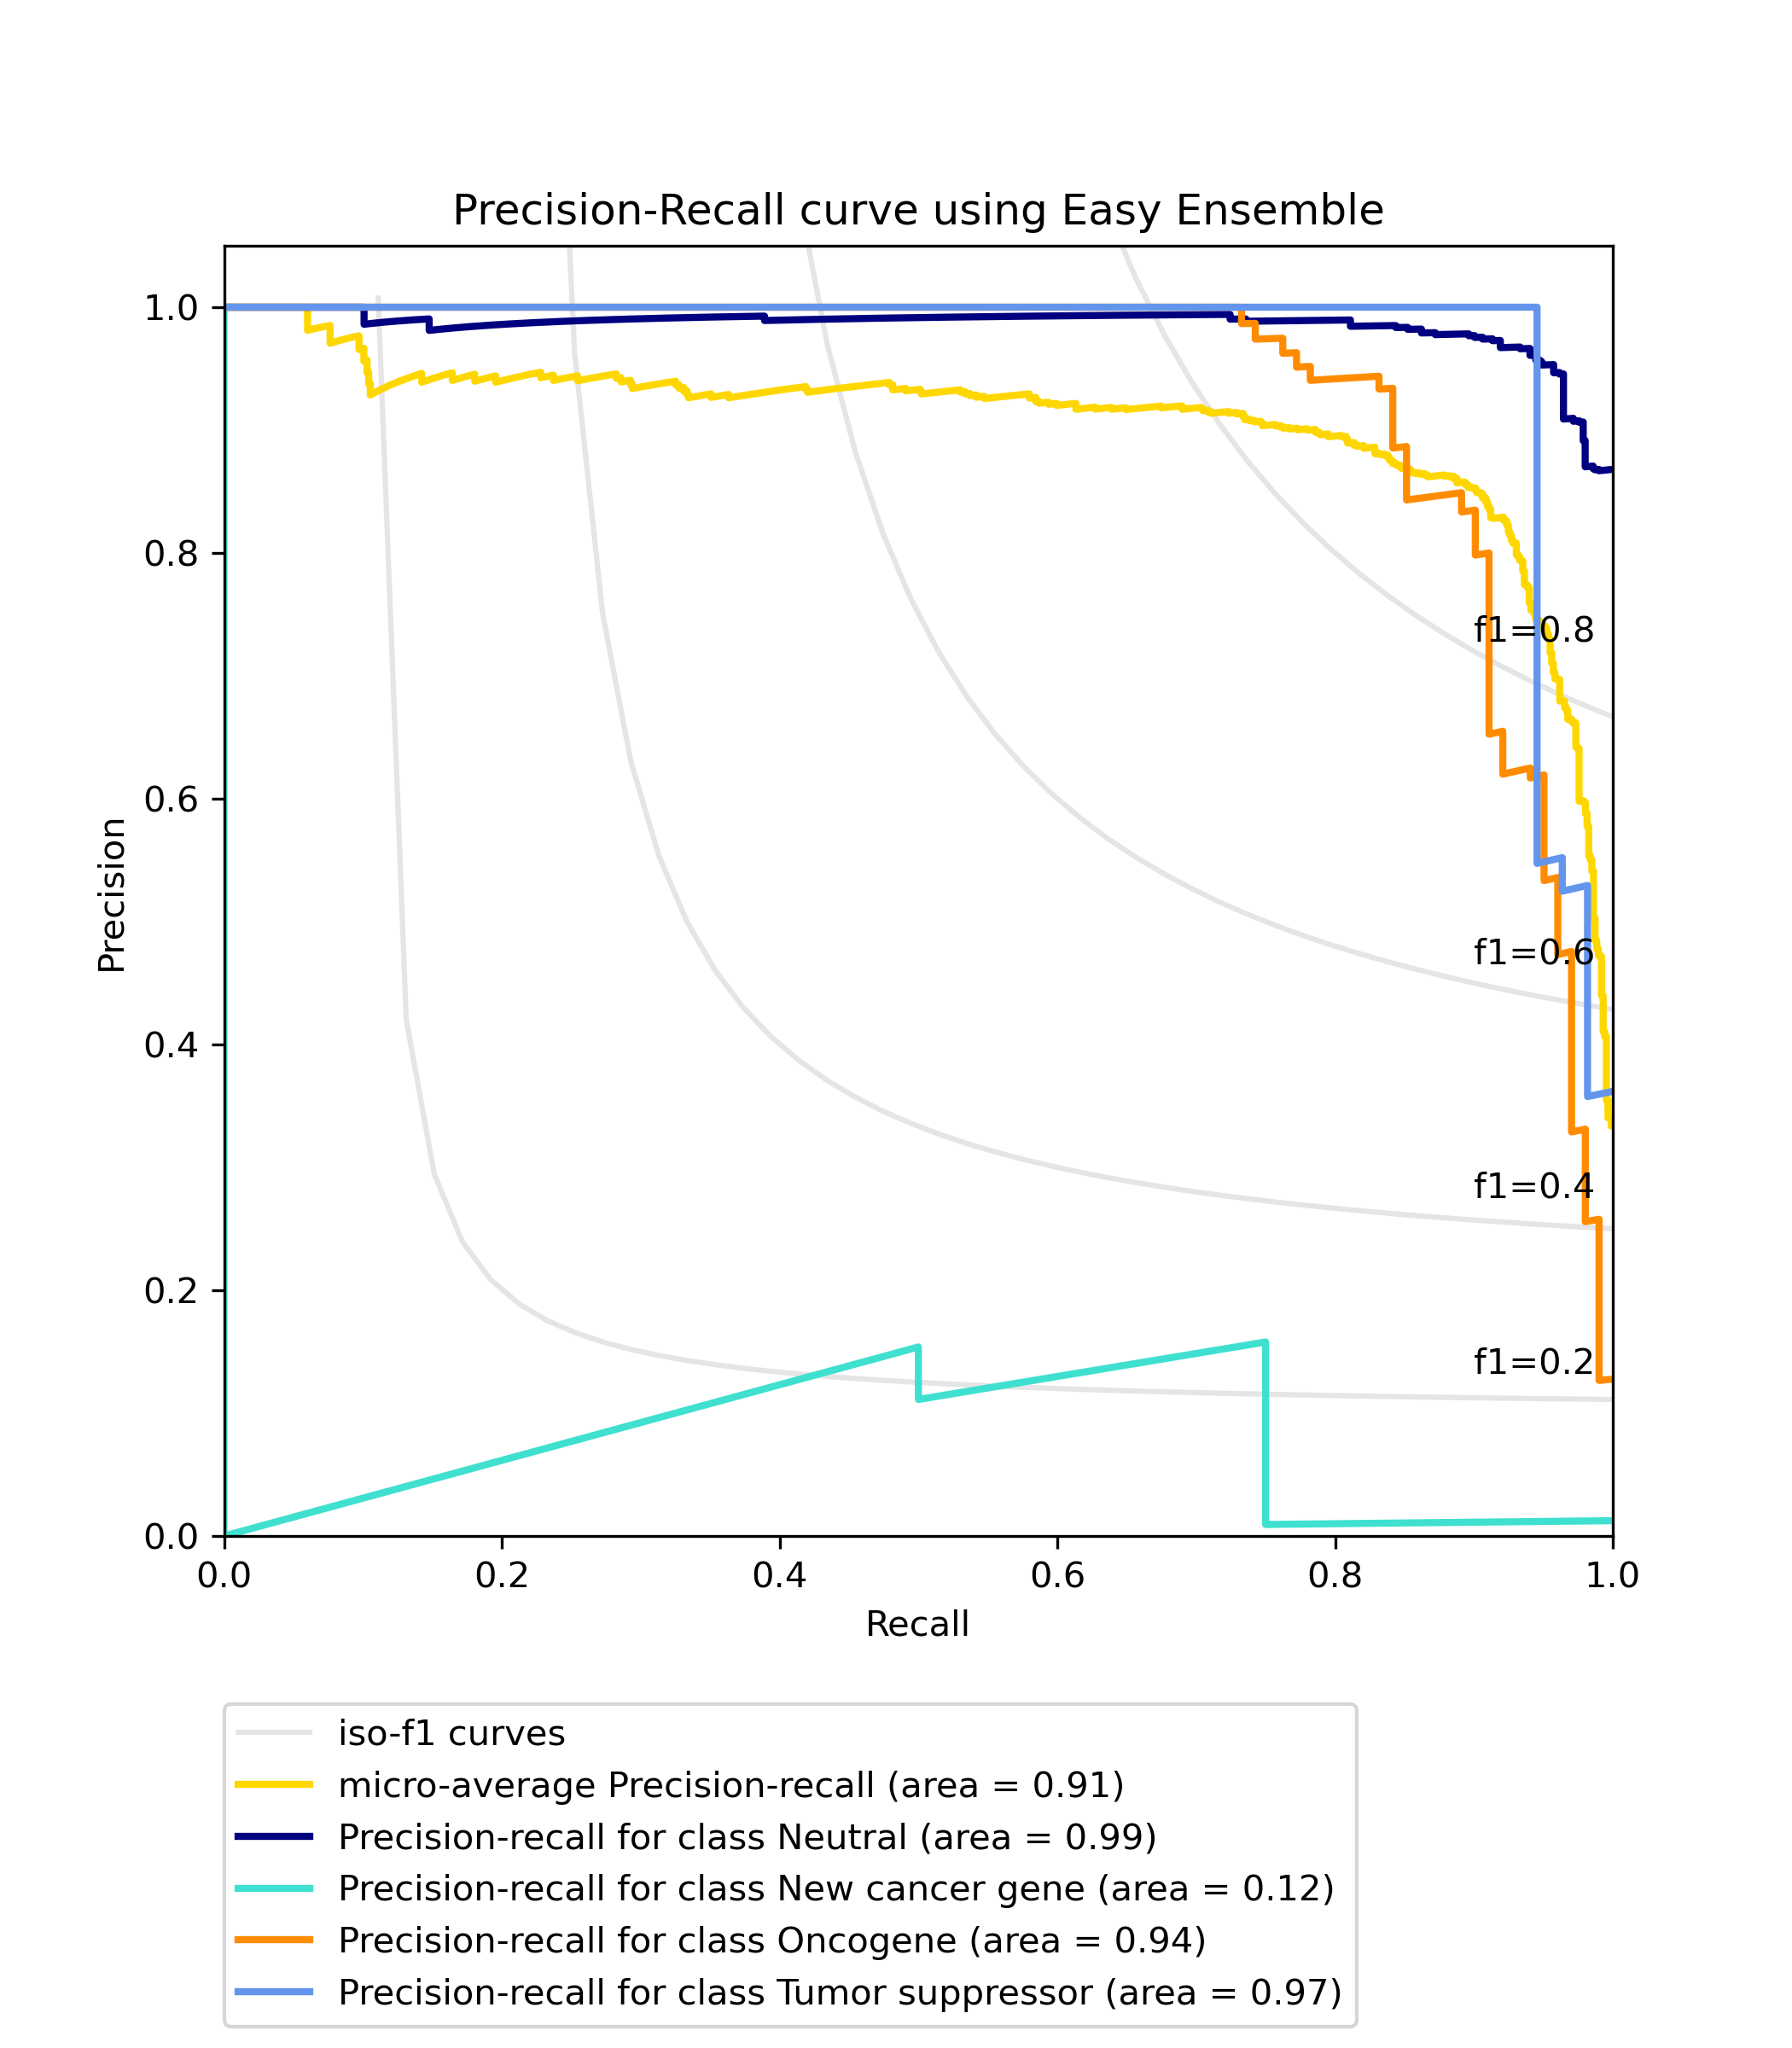 Precision-Recall curve using Easy Ensemble
1.0
0.8
0.6
0.4
0.2
0.0
Precision
f1=0.8
f1=0.6
f1=0.4
f1=0.2
0.0 0.2 0.4 0.6 0.8 1.0
Recall
iso-f1 curves
micro-average Precision-recall (area = 0.91)
Precision-recall for class Neutral (area = 0.99)
Precision-recall for class New cancer gene (area = 0.12)
Precision-recall for class Oncogene (area = 0.94)
Precision-recall for class Tumor suppressor (area = 0.97)